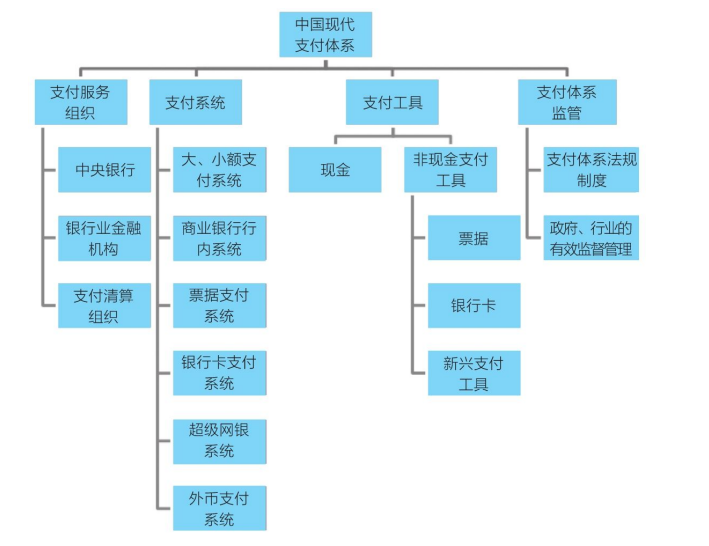 中国现代
支付体系
支付服务
组织
中央银行
银行业金融
机构
支付清算
组织
支付系统
大、小额支
付系统
商业银行行
内系统
票据支付
系统
银行卡支付
系统
超级网银
系统
外币支付
系统
支付工具
现金
非现金支付
工具
票据
银行卡
新兴支付
工具
支付体系
监管
支付体系法规
制度
政府、行业的
有效监督管理